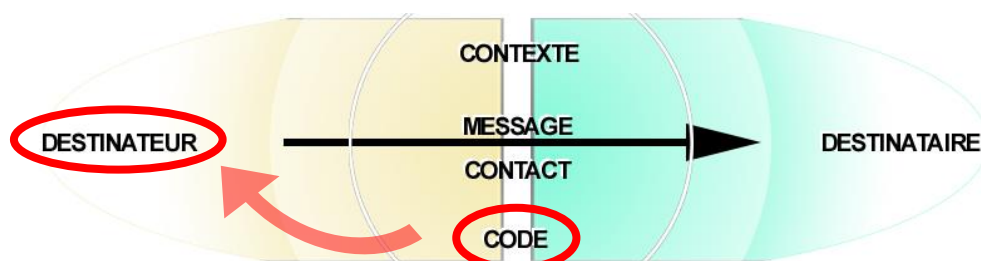 CONTEXTE
DESTINATEUR
MESSAGE
DESTINATAIRE
CONTACT
CODE